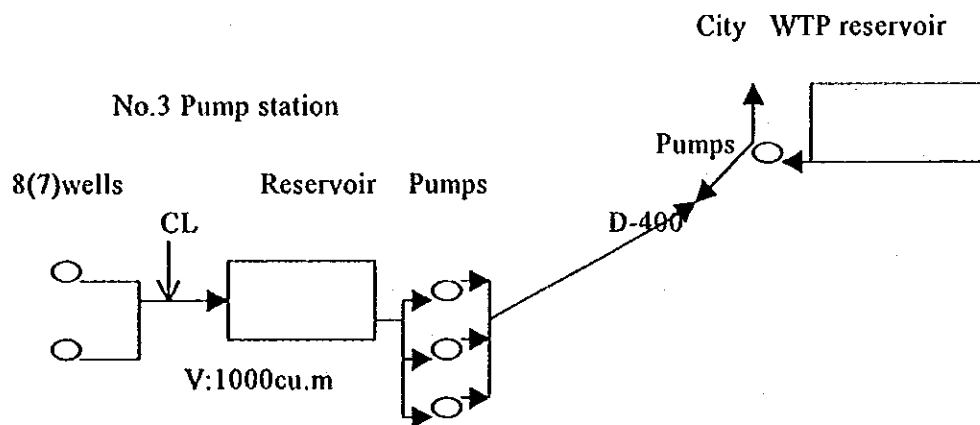 City WTP reservoir
No.3 Pump station
Pumps
8(7)wells
Reservoir
Pumps
CL
D-400
V:1000cu.m